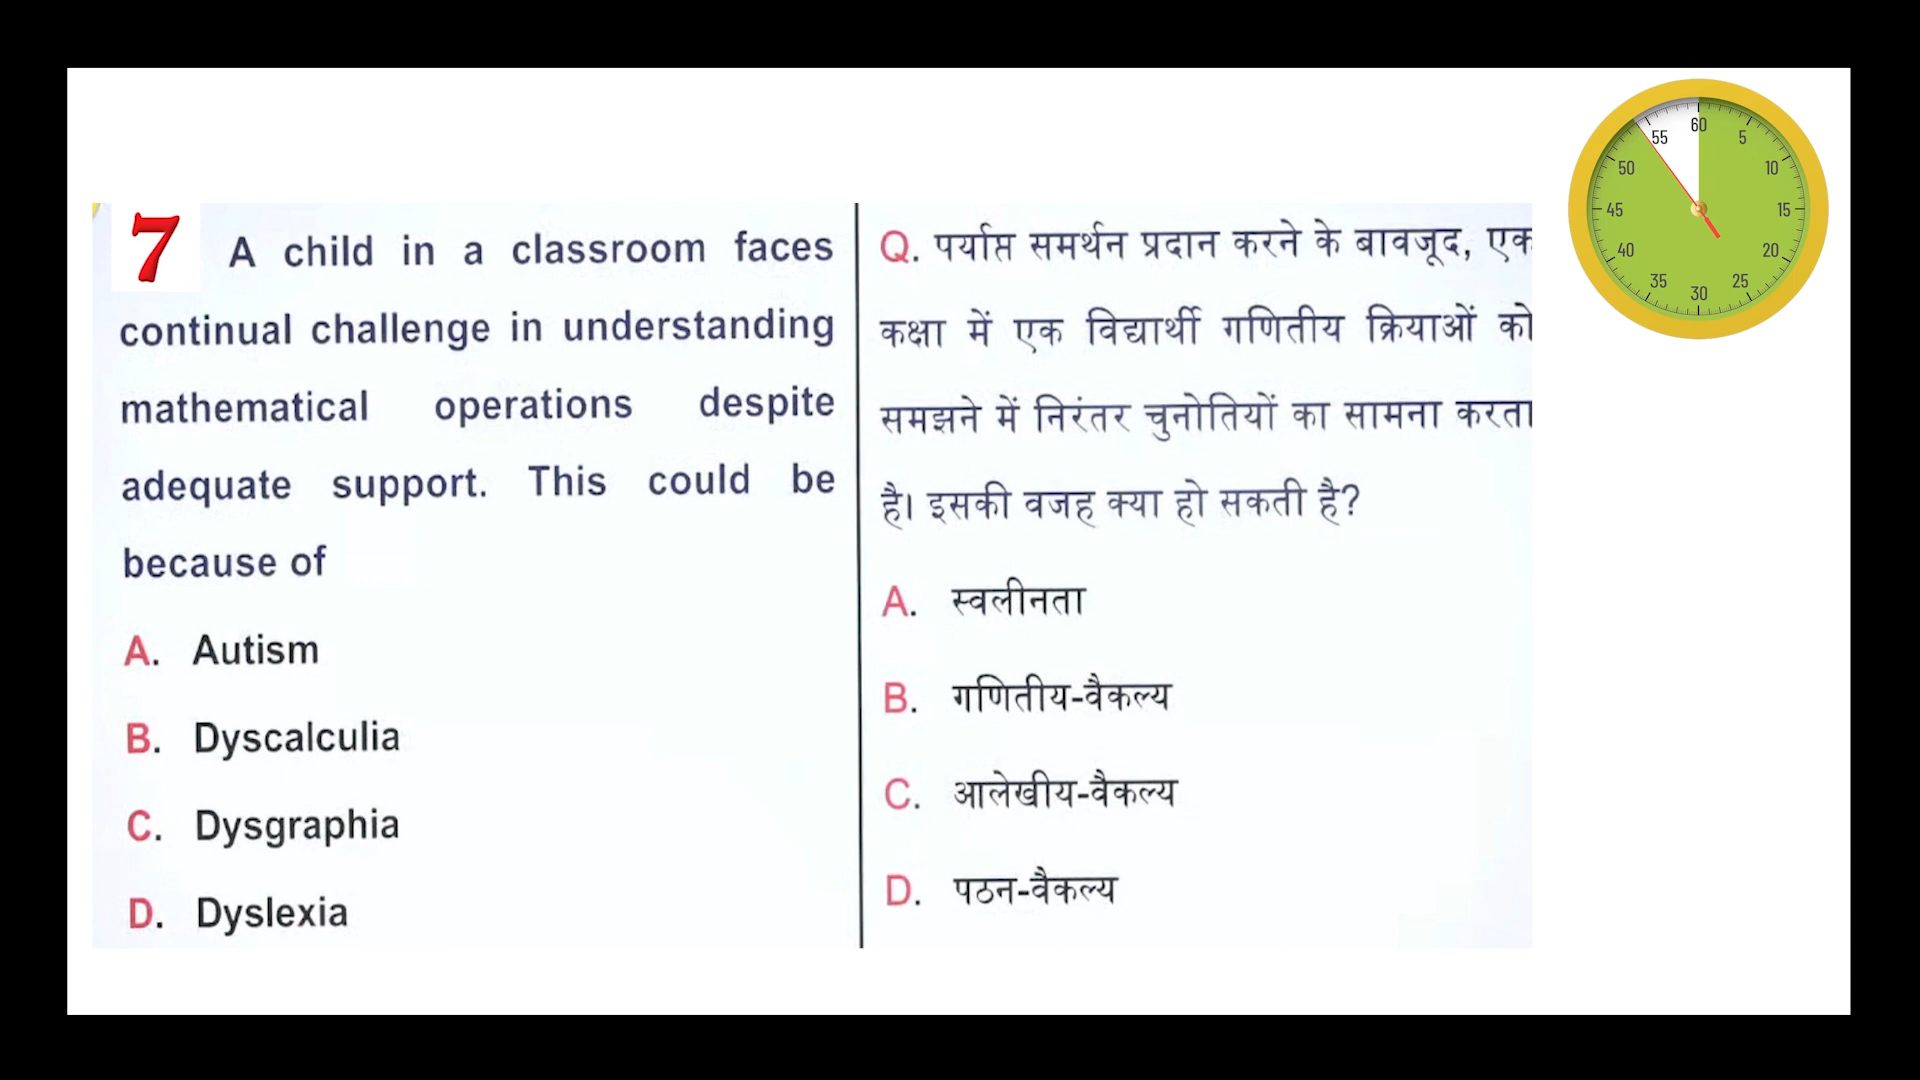 7 A child in a classroom faces
continual challenge in understanding
mathematical operations despite
adequate support. This could be
because of
A. Autism
B. Dyscalculia
C. Dysgraphia
D. Dyslexia
Q. पर्याप्त समर्थन प्रदान करने के बावजूद, एक
कक्षा में एक विद्यार्थी गणितीय क्रियाओं को
समझने में निरंतर चुनोतियों का सामना करता
है। इसकी वजह क्या हो सकती है?
A. स्वलीनता
B. गणितीय-वैकल्य
C. आलेखीय-वैकल्य
D. पठन-वैकल्य
60
5
10
15
20
25
30
35
40
45
50
55